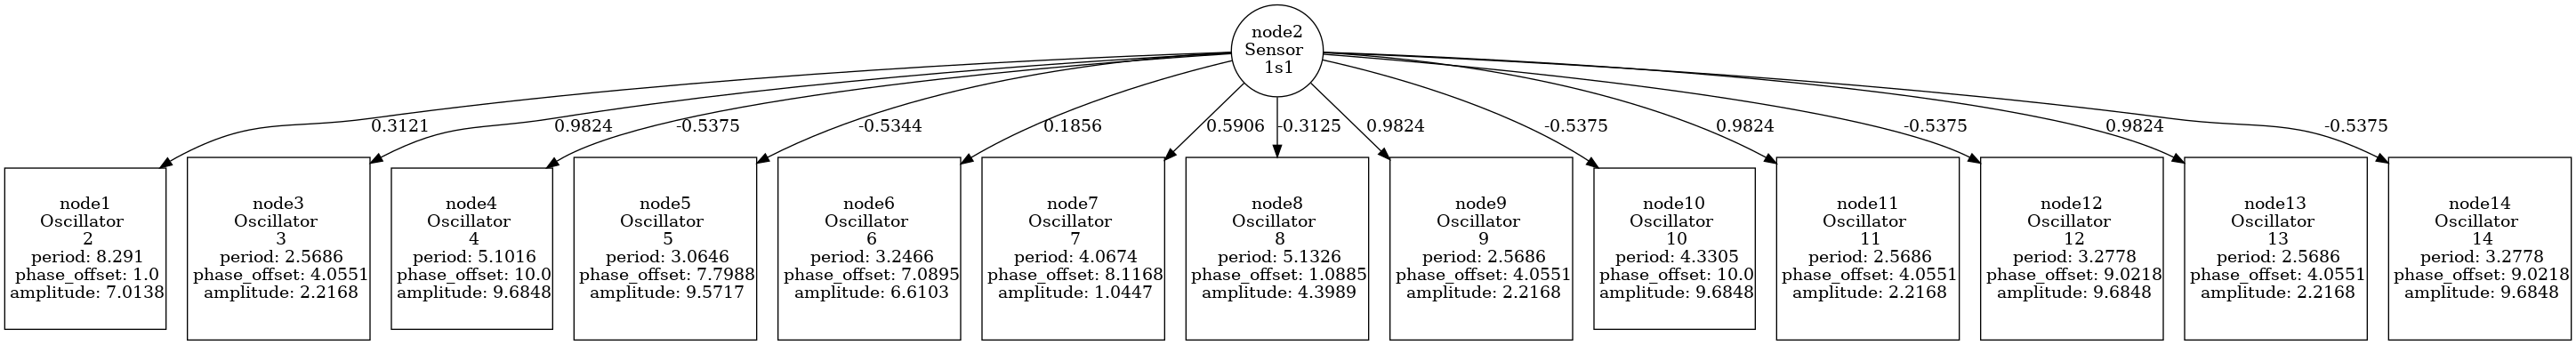 node2
Sensor
1s1
0.3121
0.9824
-0.5375
-0.5344
0.1856
0.5906
-0.3125
0.9824
-0.5375
0.9824
-0.5375
0.9824
-0.5375
node1
Oscillator
2
period: 8.291
phase_offset: 1.0
amplitude: 7.0138
node3
Oscillator
3
period: 2.5686
phase_offset: 4.0551
amplitude: 2.2168
node4
Oscillator
4
period: 5.1016
phase_offset: 10.0
amplitude: 9.6848
node5
Oscillator
5
period: 3.0646
phase_offset: 7.7988
amplitude: 9.5717
node6
Oscillator
6
period: 3.2466
phase_offset: 7.0895
amplitude: 6.6103
node7
Oscillator
7
period: 4.0674
phase_offset: 8.1168
amplitude: 1.0447
node8
Oscillator
8
period: 5.1326
phase_offset: 1.0885
amplitude: 4.3989
node9
Oscillator
9
period: 2.5686
phase_offset: 4.0551
amplitude: 2.2168
node10
Oscillator
10
period: 4.3305
phase_offset: 10.0
amplitude: 9.6848
node11
Oscillator
11
period: 2.5686
phase_offset: 4.0551
amplitude: 2.2168
node12
Oscillator
12
period: 3.2778
phase_offset: 9.0218
amplitude: 9.6848
node13
Oscillator
13
period: 2.5686
phase_offset: 4.0551
amplitude: 2.2168
node14
Oscillator
14
period: 3.2778
phase_offset: 9.0218
amplitude: 9.6848